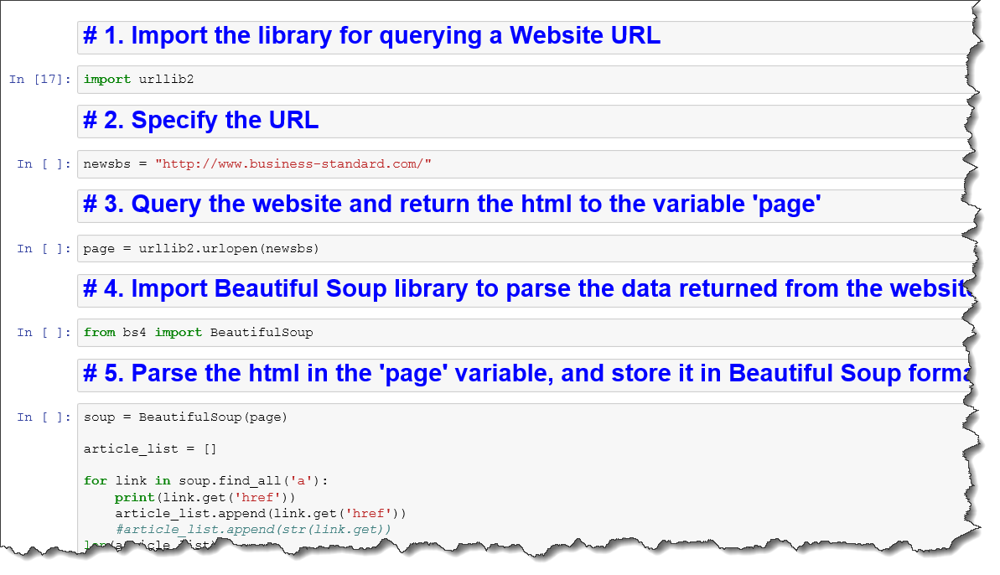 # 1. Import the library for querying a Website URL
In [17]: import urllib2
# 2. Specify the URL
In [ ]: newsbs = "http://www.business-standard.com/"
# 3. Query the website and return the html to the variable 'page'
In [ ]: page = urllib2.urlopen(newsbs)
# 4. Import Beautiful Soup library to parse the data returned from the
In [ ]: from bs4 import BeautifulSoup
# 5. Parse the html in the 'page' variable, and store it in Beautiful Soup
In [ ]: soup = BeautifulSoup(page)
article_list = []
for link in soup.find_all('a'):
    print(link.get('href'))
    article_list.append(link.get('href'))
    #article_list.append(str(link.get))